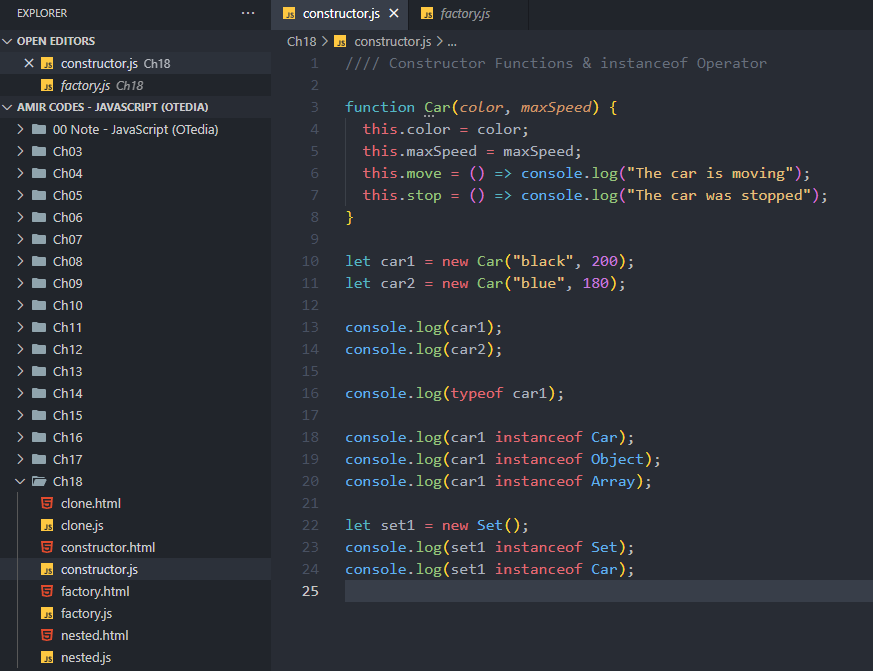 EXPLORER
OPEN EDITORS
constructor.js Ch18
factory.js Ch18
AMIR CODES - JAVASCRIPT (OTEDIA)
00 Note - JavaScript (OTedia)
Ch03
Ch04
Ch05
Ch06
Ch07
Ch08
Ch09
Ch10
Ch11
Ch12
Ch13
Ch14
Ch15
Ch16
Ch17
Ch18
clone.html
clone.js
constructor.html
constructor.js
factory.html
factory.js
nested.html
nested.js
constructor.js factory.js
Ch18 > constructor.js > ...
1 //// Constructor Functions & instanceof Operator
2
3 function Car(color, maxSpeed) {
4   this.color = color;
5   this.maxSpeed = maxSpeed;
6   this.move = () => console.log("The car is moving");
7   this.stop = () => console.log("The car was stopped");
8 }
9
10 let car1 = new Car("black", 200);
11 let car2 = new Car("blue", 180);
12
13 console.log(car1);
14 console.log(car2);
15
16 console.log(typeof car1);
17
18 console.log(car1 instanceof Car);
19 console.log(car1 instanceof Object);
20 console.log(car1 instanceof Array);
21
22 let set1 = new Set();
23 console.log(set1 instanceof Set);
24 console.log(set1 instanceof Car);
25